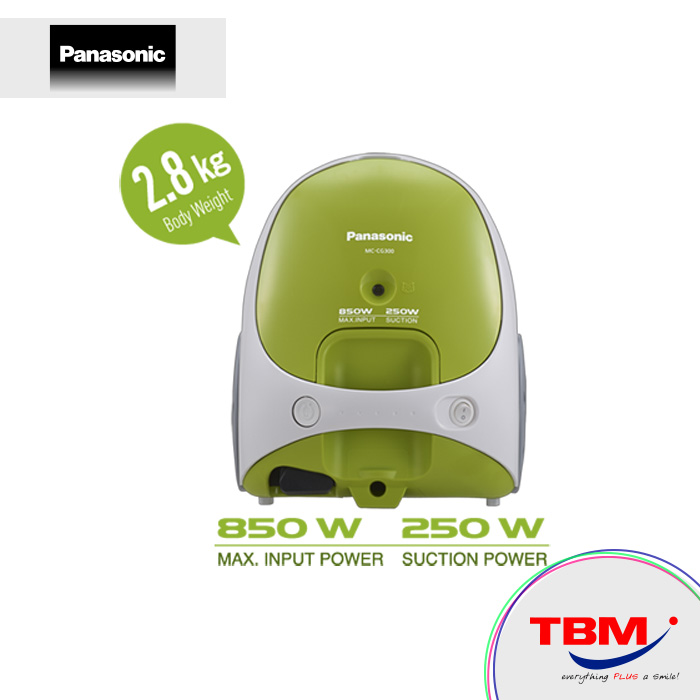 Panasonic
2.8 kg
Body Weight
Panasonic
MC-CG300
850W 250W
MAX.INPUT SUCTION
850 W 250 W
MAX. INPUT POWER SUCTION POWER
TBM
everything PLUS a smile!